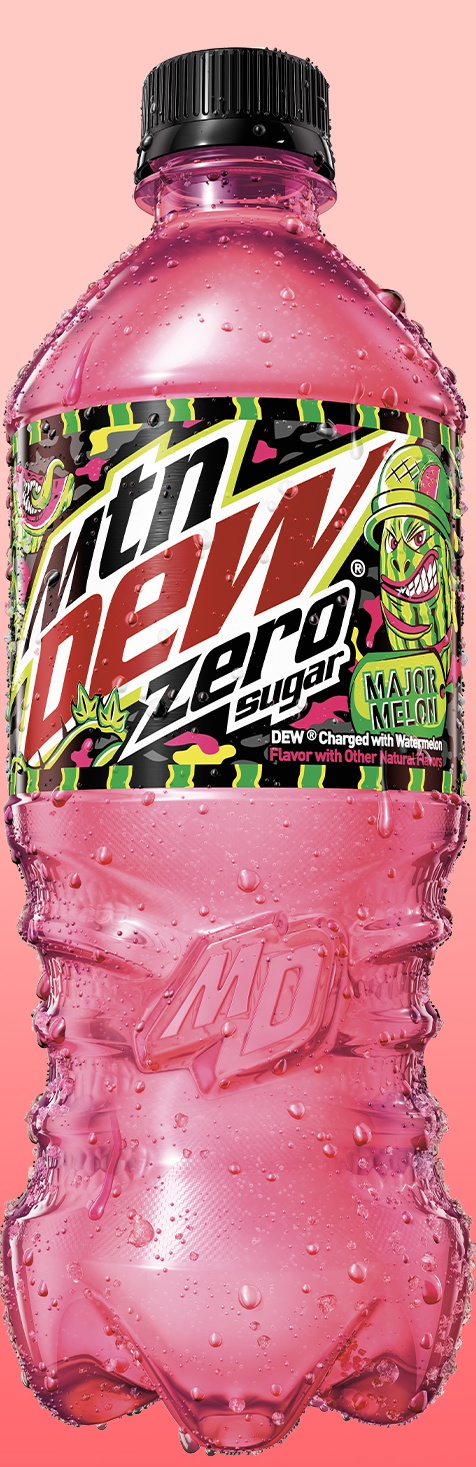 Mtn
Dew®
zero
sugar
MAJOR
MELON
DEW® Charged with Watermelon
Flavor with Other Natural Flavors
MD